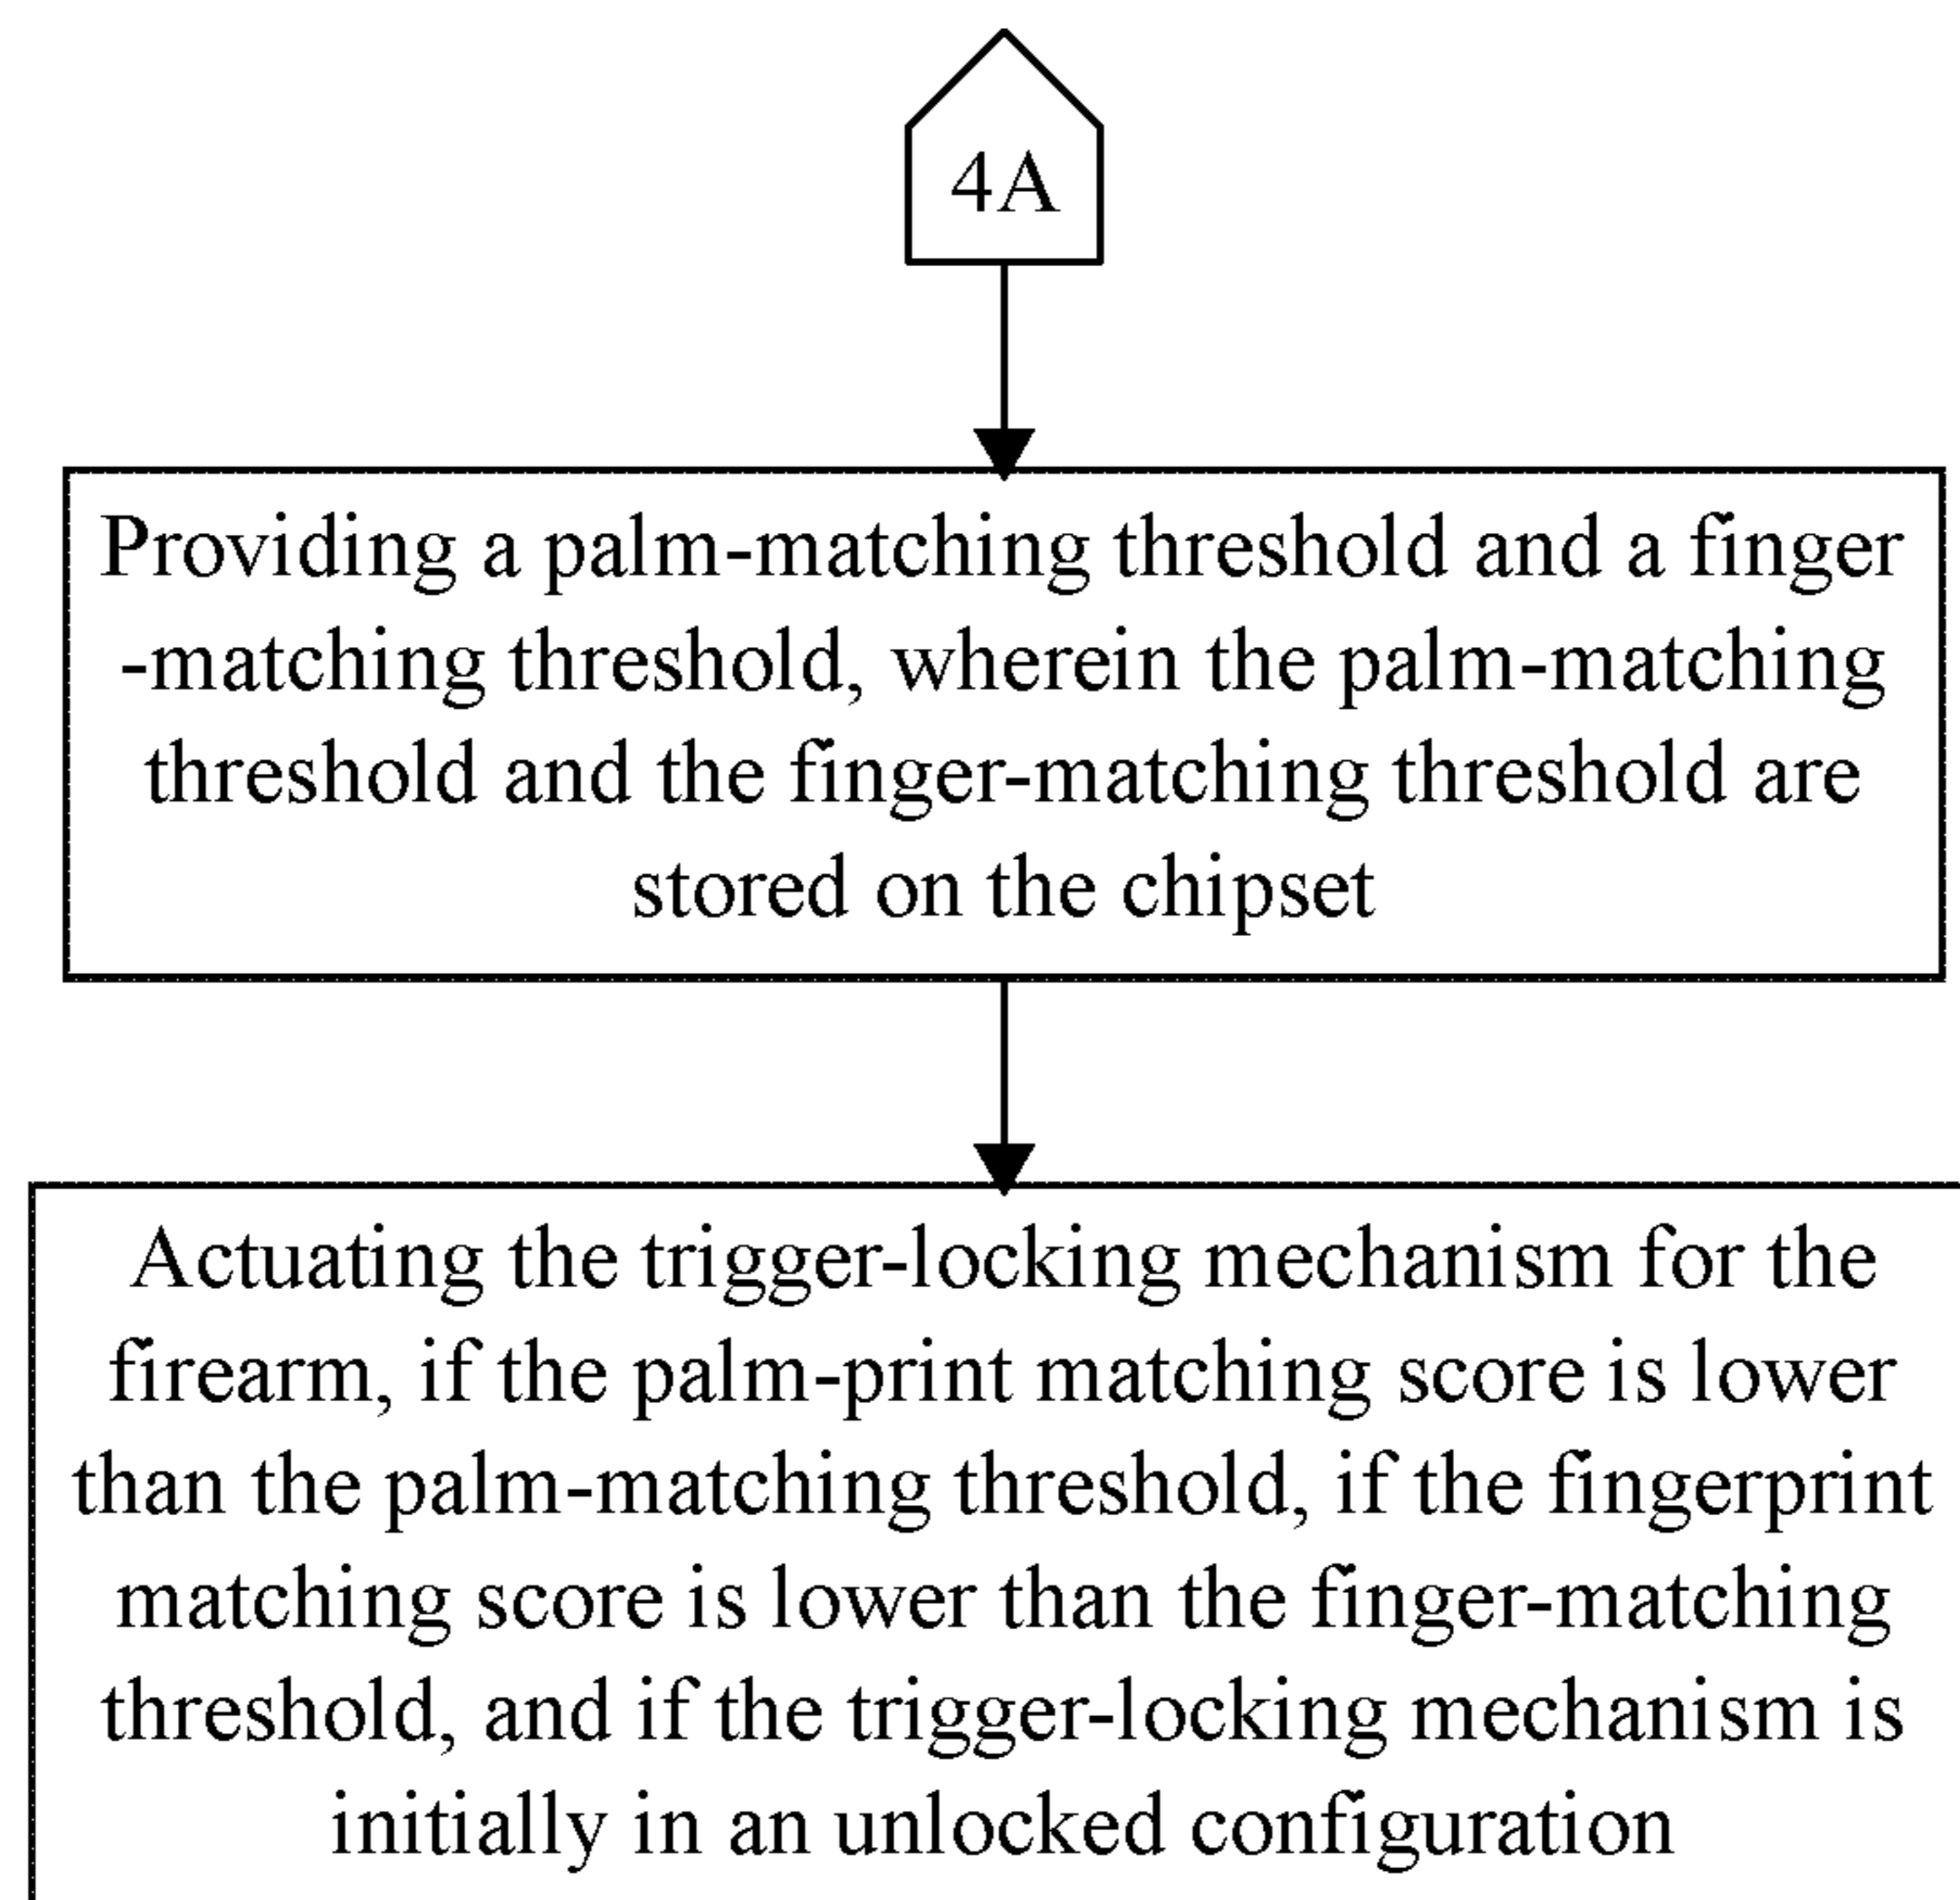 4A
Providing a palm-matching threshold and a finger
-matching threshold, wherein the palm-matching
threshold and the finger-matching threshold are
stored on the chipset
Actuating the trigger-locking mechanism for the
firearm, if the palm-print matching score is lower
than the palm-matching threshold, if the fingerprint
matching score is lower than the finger-matching
threshold, and if the trigger-locking mechanism is
initially in an unlocked configuration